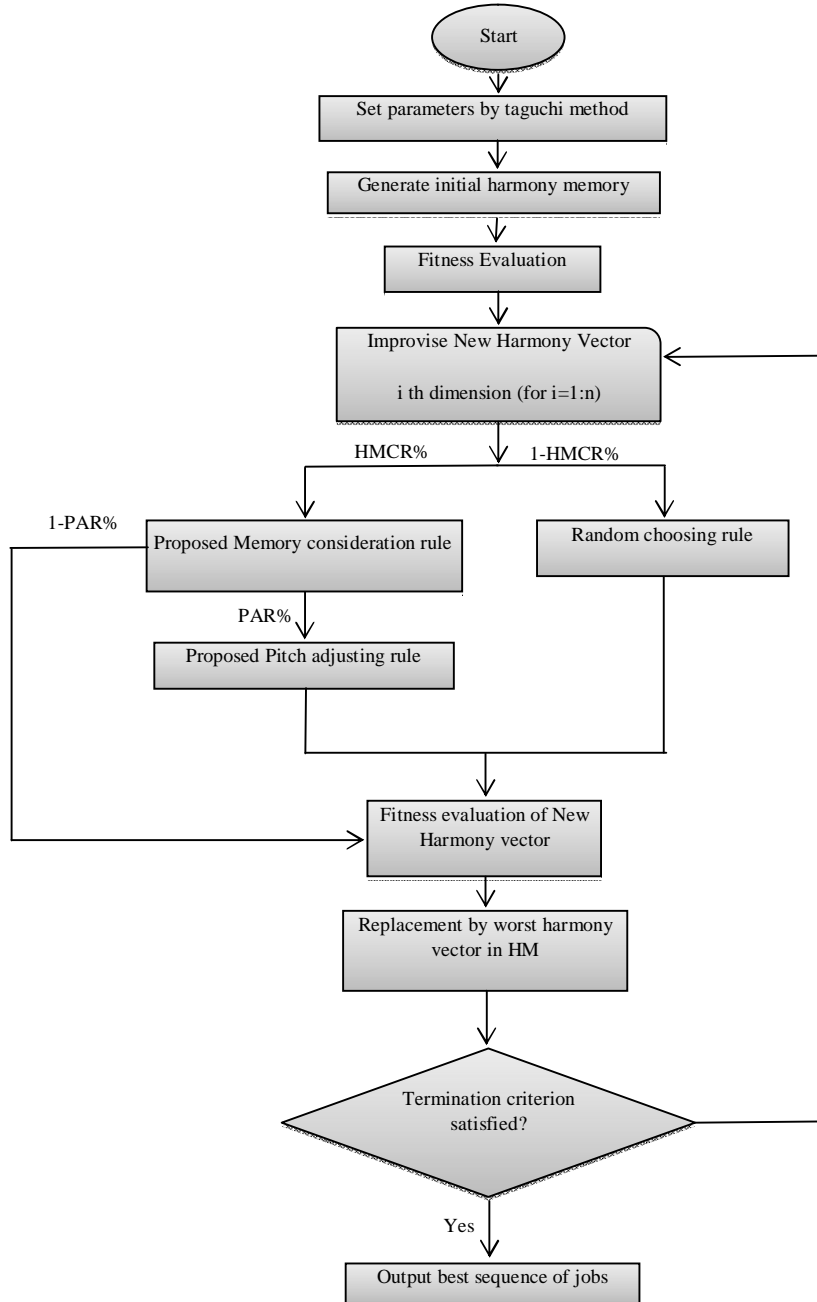 Start
Set parameters by taguchi method
Generate initial harmony memory
Fitness Evaluation
Improvise New Harmony Vector
i th dimension (for i=1:n)
HMCR%
1-HMCR%
1-PAR%
Proposed Memory consideration rule
Random choosing rule
PAR%
Proposed Pitch adjusting rule
Fitness evaluation of New
Harmony vector
Replacement by worst harmony
vector in HM
Termination criterion
satisfied?
Yes
Output best sequence of jobs